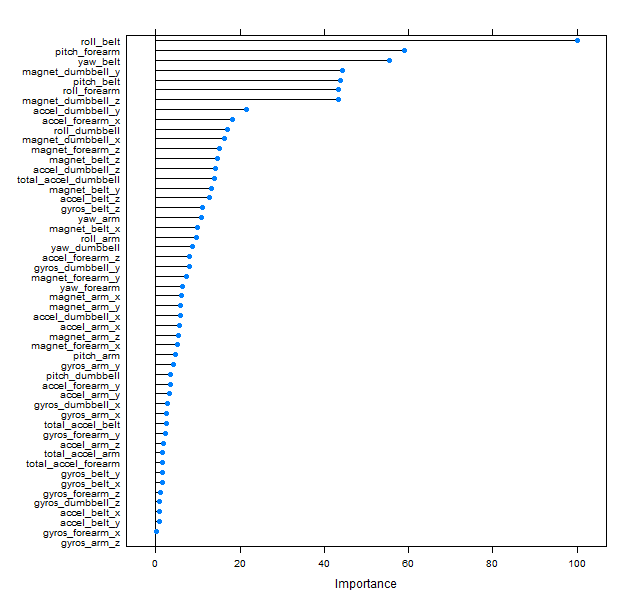 roll_belt
pitch_forearm
yaw_belt
magnet_dumbbell_y
pitch_belt
roll_forearm
magnet_dumbbell_z
accel_dumbbell_y
accel_forearm_x
roll_dumbbell
magnet_dumbbell_x
magnet_forearm_z
magnet_belt_z
accel_dumbbell_z
total_accel_dumbbell
magnet_belt_y
accel_belt_z
gyros_belt_z
yaw_arm
magnet_belt_x
roll_arm
yaw_dumbbell
accel_forearm_z
gyros_dumbbell_y
magnet_forearm_y
yaw_forearm
magnet_arm_x
magnet_arm_y
accel_dumbbell_x
accel_arm_x
magnet_arm_z
magnet_forearm_x
pitch_arm
gyros_arm_y
pitch_dumbbell
accel_forearm_y
accel_arm_y
gyros_dumbbell_x
gyros_arm_x
total_accel_belt
gyros_forearm_y
accel_arm_z
total_accel_arm
total_accel_forearm
gyros_belt_y
gyros_belt_x
gyros_forearm_z
gyros_dumbbell_z
accel_belt_x
accel_belt_y
gyros_forearm_x
gyros_arm_z
0 20 40 60 80 100
Importance